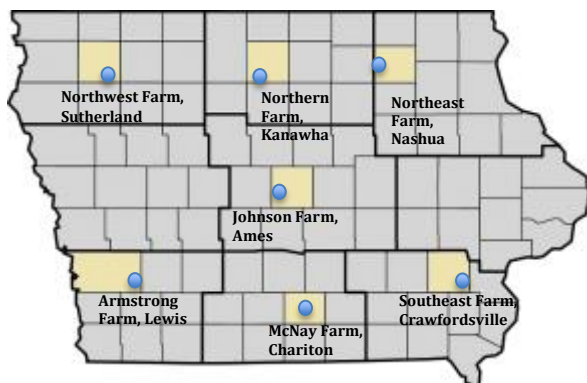 Northwest Farm,
Sutherland
Northern
Farm,
Kanawha
Northeast
Farm,
Nashua
Johnson Farm,
Ames
Armstrong
Farm, Lewis
McNay Farm,
Chariton
Southeast Farm,
Crawfordsville